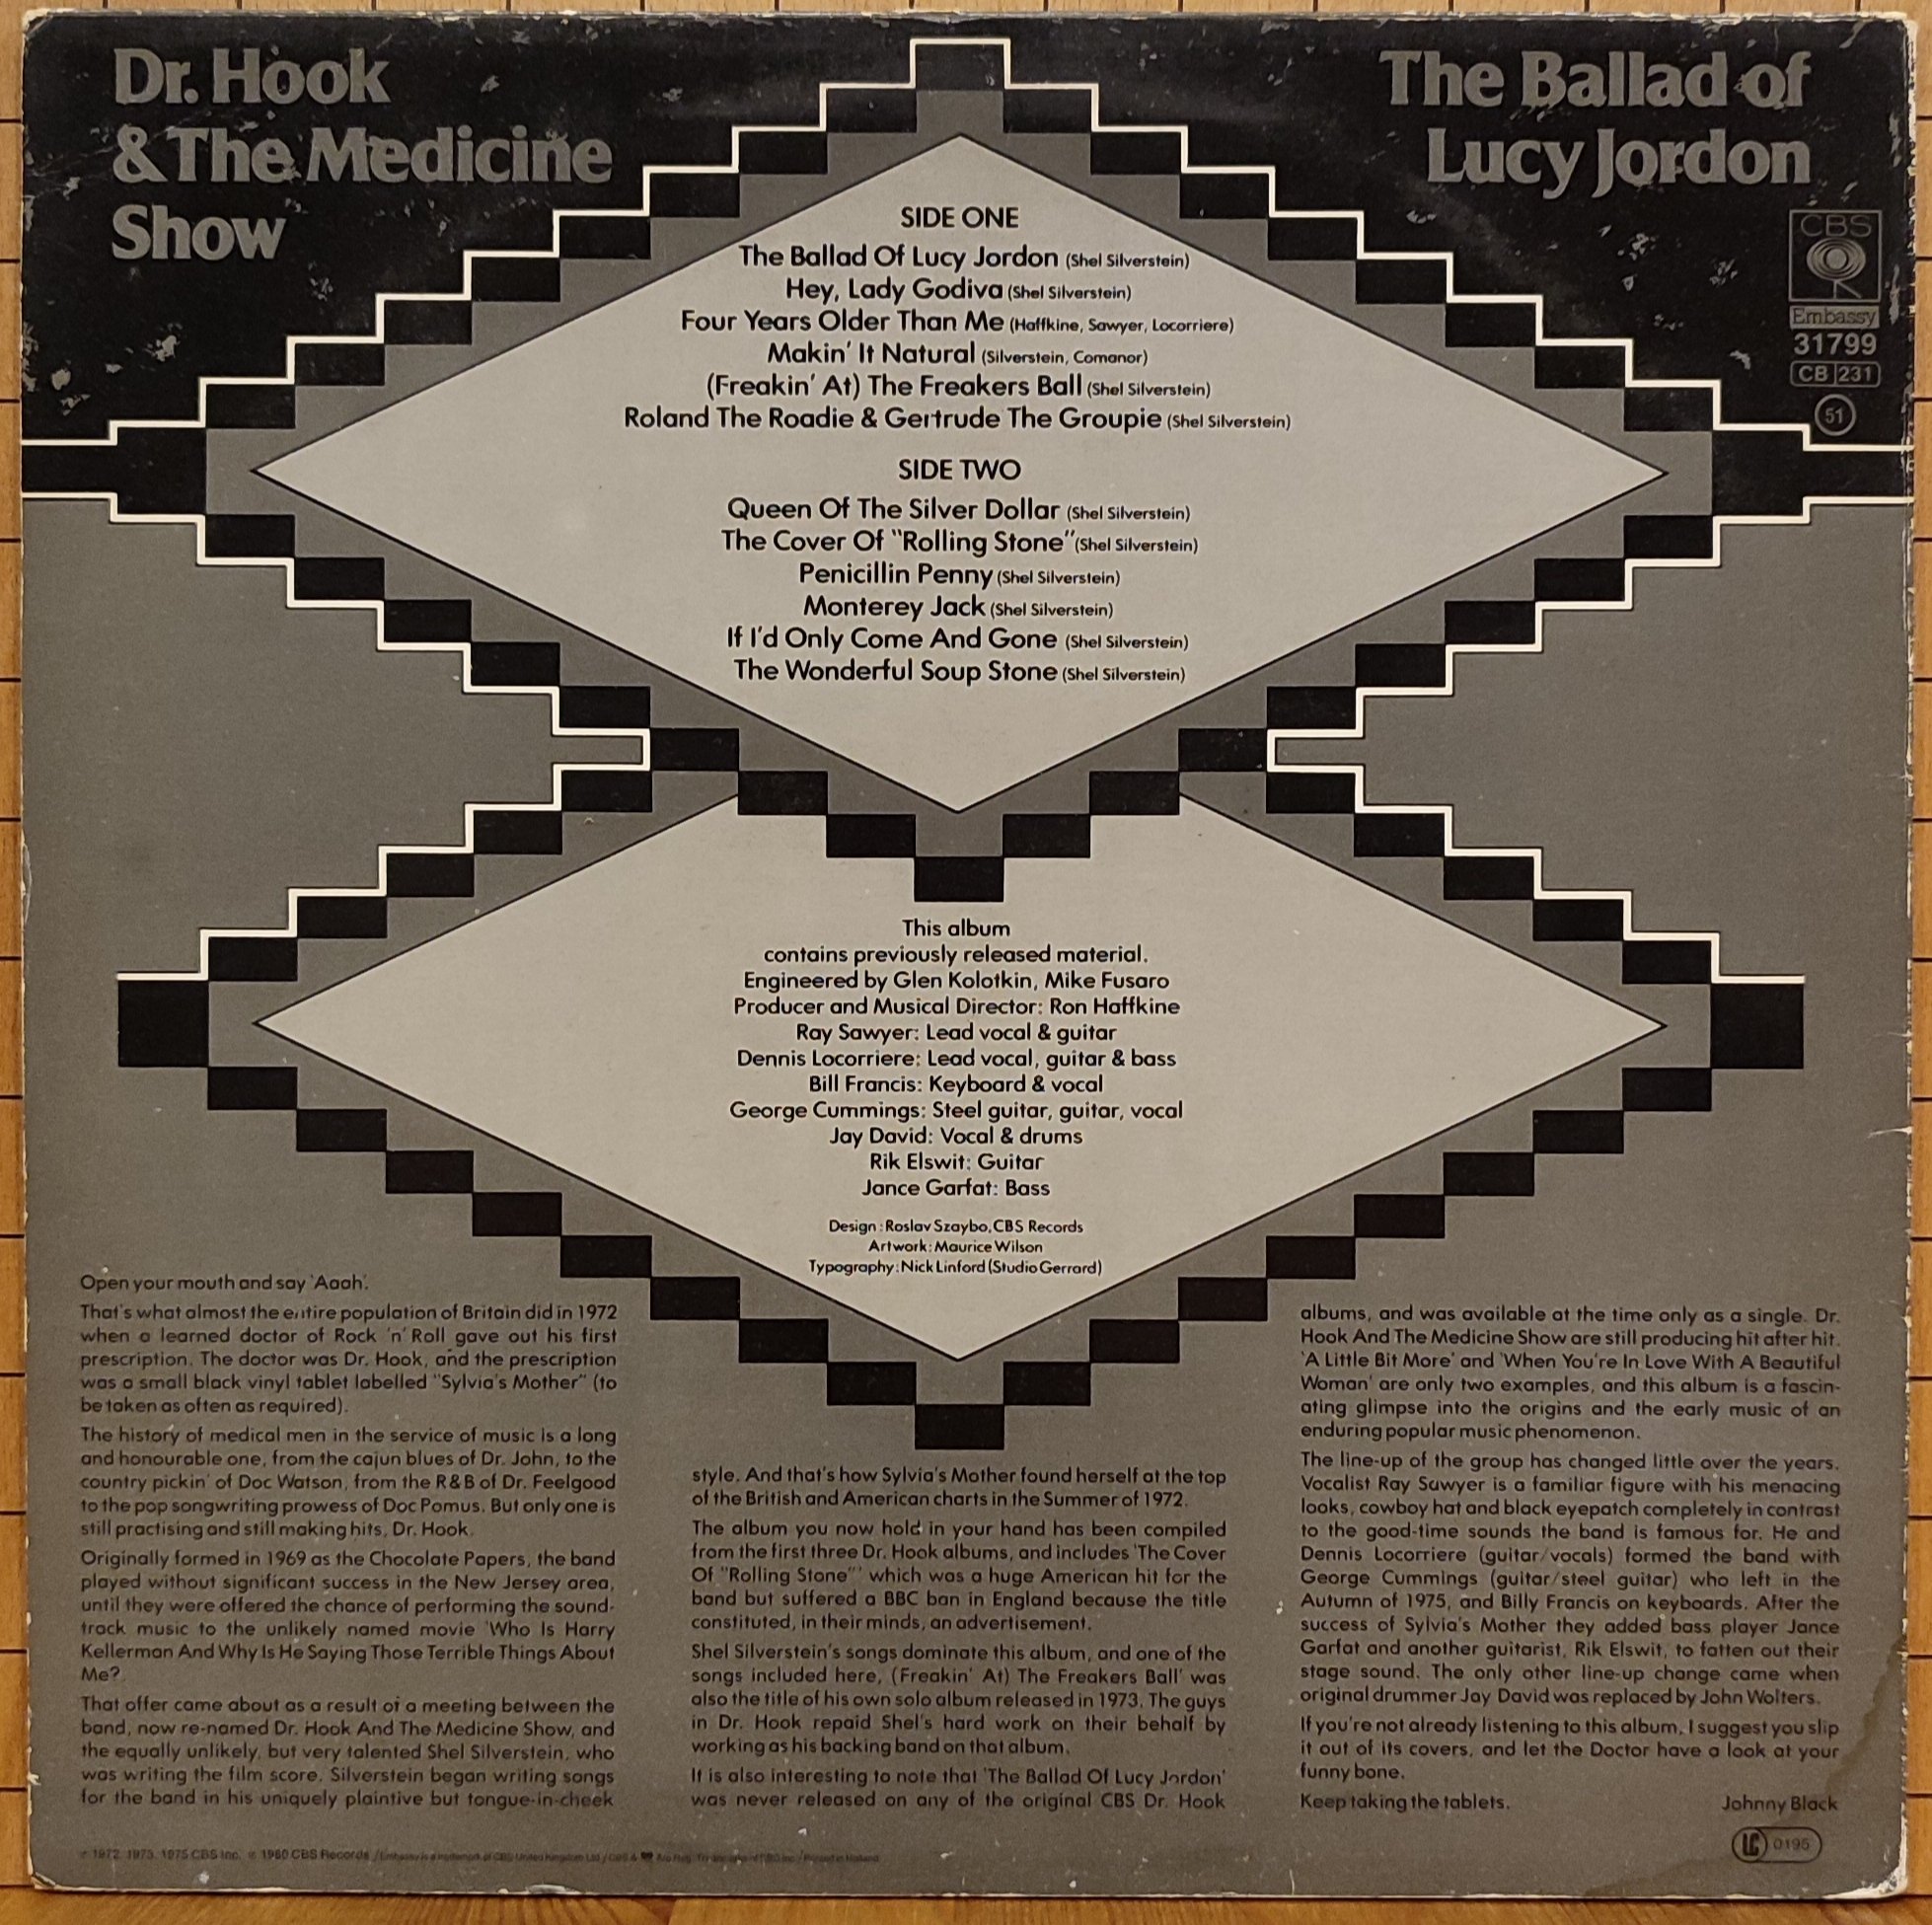 Dr. Hook
& The Medicine
Show
The Ballad of
Lucy Jordon
CBS
Embassy
31799
CB 231
51
SIDE ONE
The Ballad Of Lucy Jordon (Shel Silverstein)
Hey, Lady Godiva (Shel Silverstein)
Four Years Older Than Me (Haffkine, Sawyer, Locorriere)
Makin' It Natural (Silverstein, Comanor)
(Freakin' At) The Freakers Ball (Shel Silverstein)
Roland The Roadie & Gertrude The Groupie (Shel Silverstein)
SIDE TWO
Queen Of The Silver Dollar (Shel Silverstein)
The Cover Of "Rolling Stone" (Shel Silverstein)
Penicillin Penny (Shel Silverstein)
Monterey Jack (Shel Silverstein)
If I'd Only Come And Gone (Shel Silverstein)
The Wonderful Soup Stone (Shel Silverstein)
This album
contains previously released material.
Engineered by Glen Kolotkin, Mike Fusaro
Producer and Musical Director: Ron Haffkine
Ray Sawyer: Lead vocal & guitar
Dennis Locorriere: Lead vocal, guitar & bass
Bill Francis: Keyboard & vocal
George Cummings: Steel guitar, guitar, vocal
Jay David: Vocal & drums
Rik Elswit: Guitar
Jance Garfat: Bass
Design: Roslav Szaybo, CBS Records
Artwork: Maurice Wilson
Typography: Nick Linford (Studio Gerrard)
Open your mouth and say 'Aaah'.
That's what almost the entire population of Britain did in 1972
when a learned doctor of Rock 'n' Roll gave out his first
prescription. The doctor was Dr. Hook, and the prescription
was a small black vinyl tablet labelled "Sylvia's Mother" (to
be taken as often as required).
The history of medical men in the service of music is a long
and honourable one, from the cajun blues of Dr. John, to the
country pickin' of Doc Watson, from the R&B of Dr. Feelgood
to the pop songwriting prowess of Doc Pomus. But only one is
still practising and still making hits, Dr. Hook.
Originally formed in 1969 as the Chocolate Papers, the band
played without significant success in the New Jersey area,
until they were offered the chance of performing the sound-
track music to the unlikely named movie 'Who Is Harry
Kellerman And Why Is He Saying Those Terrible Things About
Me?
That offer came about as a result of a meeting between the
band, now re-named Dr. Hook And The Medicine Show, and
the equally unlikely, but very talented Shel Silverstein, who
was writing the film score. Silverstein began writing songs
for the band in his uniquely plaintive but tongue-in-cheek
style. And that's how Sylvia's Mother found herself at the top
of the British and American charts in the Summer of 1972.
The album you now hold in your hand has been compiled
from the first three Dr. Hook albums, and includes 'The Cover
Of "Rolling Stone"' which was a huge American hit for the
band but suffered a BBC ban in England because the title
constituted, in their minds, an advertisement.
Shel Silverstein's songs dominate this album, and one of the
songs included here, (Freakin' At) The Freakers Ball' was
also the title of his own solo album released in 1973. The guys
in Dr. Hook repaid Shel's hard work on their behalf by
working as his backing band on that album.
It is also interesting to note that 'The Ballad Of Lucy Jordon'
was never released on any of the original CBS Dr. Hook
albums, and was available at the time only as a single. Dr.
Hook And The Medicine Show are still producing hit after hit.
'A Little Bit More' and 'When You're In Love With A Beautiful
Woman' are only two examples, and this album is a fascin-
ating glimpse into the origins and the early music of an
enduring popular music phenomenon.
The line-up of the group has changed little over the years.
Vocalist Ray Sawyer is a familiar figure with his menacing
looks, cowboy hat and black eyepatch completely in contrast
to the good-time sounds the band is famous for. He and
Dennis Locorriere (guitar/vocals) formed the band with
George Cummings (guitar/steel guitar) who left in the
Autumn of 1975, and Billy Francis on keyboards. After the
success of Sylvia's Mother they added bass player Jance
Garfat and another guitarist, Rik Elswit, to fatten out their
stage sound. The only other line-up change came when
original drummer Jay David was replaced by John Wolters.
If you're not already listening to this album, I suggest you slip
it out of its covers, and let the Doctor have a look at your
funny bone.
Keep taking the tablets. Johnny Black
1972, 1973, 1975 CBS Inc. 1980 CBS Records / Embassy is a trademark of CBS United Kingdom Ltd / CBS & Printed in Holland
LC 0195